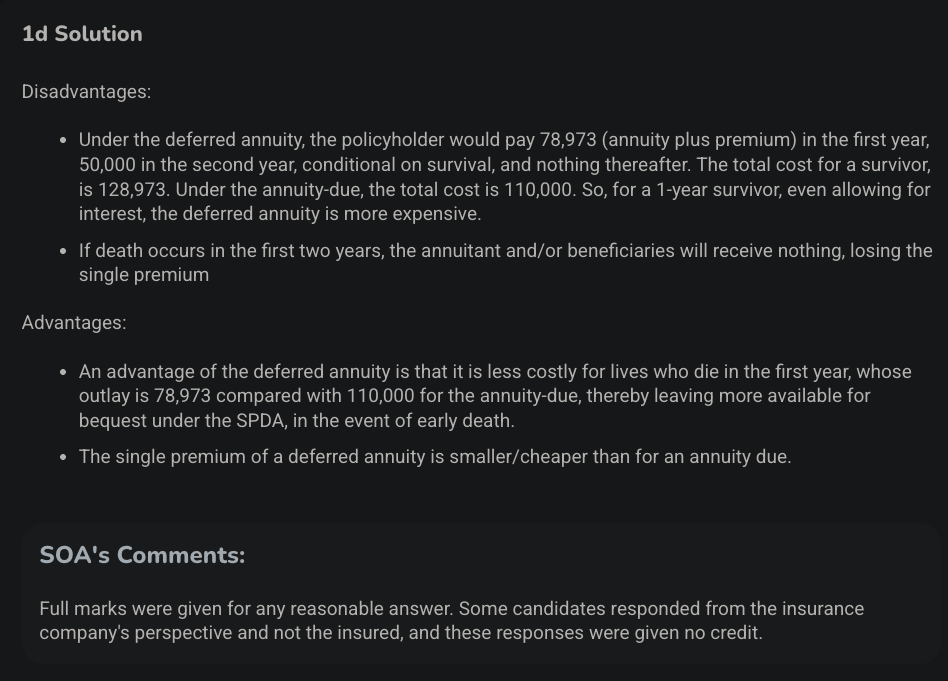 1d Solution
Disadvantages:
• Under the deferred annuity, the policyholder would pay 78,973 (annuity plus premium) in the first year,
50,000 in the second year, conditional on survival, and nothing thereafter. The total cost for a survivor,
is 128,973. Under the annuity-due, the total cost is 110,000. So, for a 1-year survivor, even allowing for
interest, the deferred annuity is more expensive.
• If death occurs in the first two years, the annuitant and/or beneficiaries will receive nothing, losing the
single premium
Advantages:
• An advantage of the deferred annuity is that it is less costly for lives who die in the first year, whose
outlay is 78,973 compared with 110,000 for the annuity-due, thereby leaving more available for
bequest under the SPDA, in the event of early death.
• The single premium of a deferred annuity is smaller/cheaper than for an annuity due.
SOA's Comments:
Full marks were given for any reasonable answer. Some candidates responded from the insurance
company's perspective and not the insured, and these responses were given no credit.